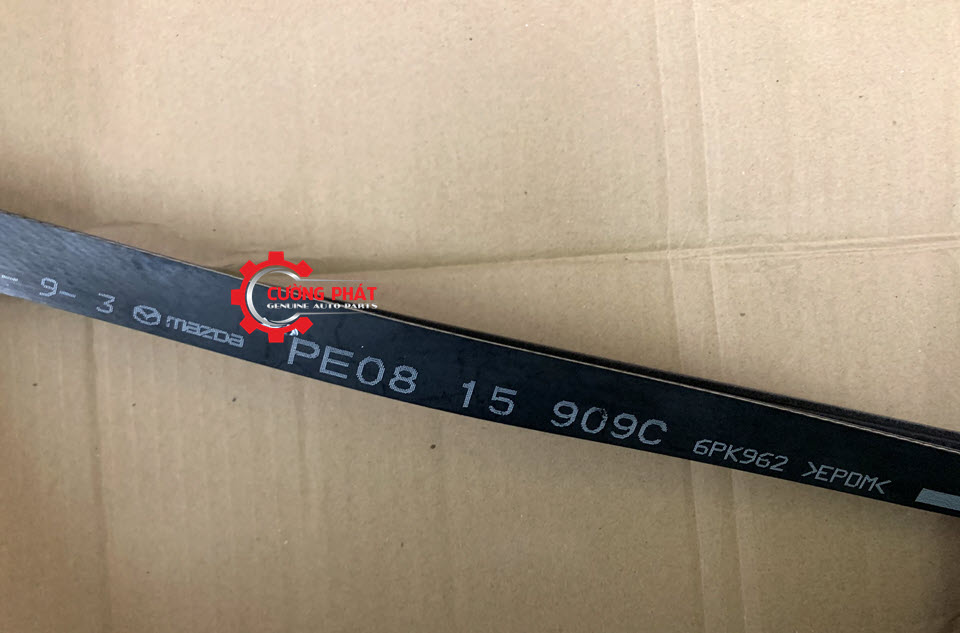 9- 3 mazda PE08 15 909C 6PK962 >EPDM<
CƯỜNG PHÁT
GENUINE AUTO PARTS